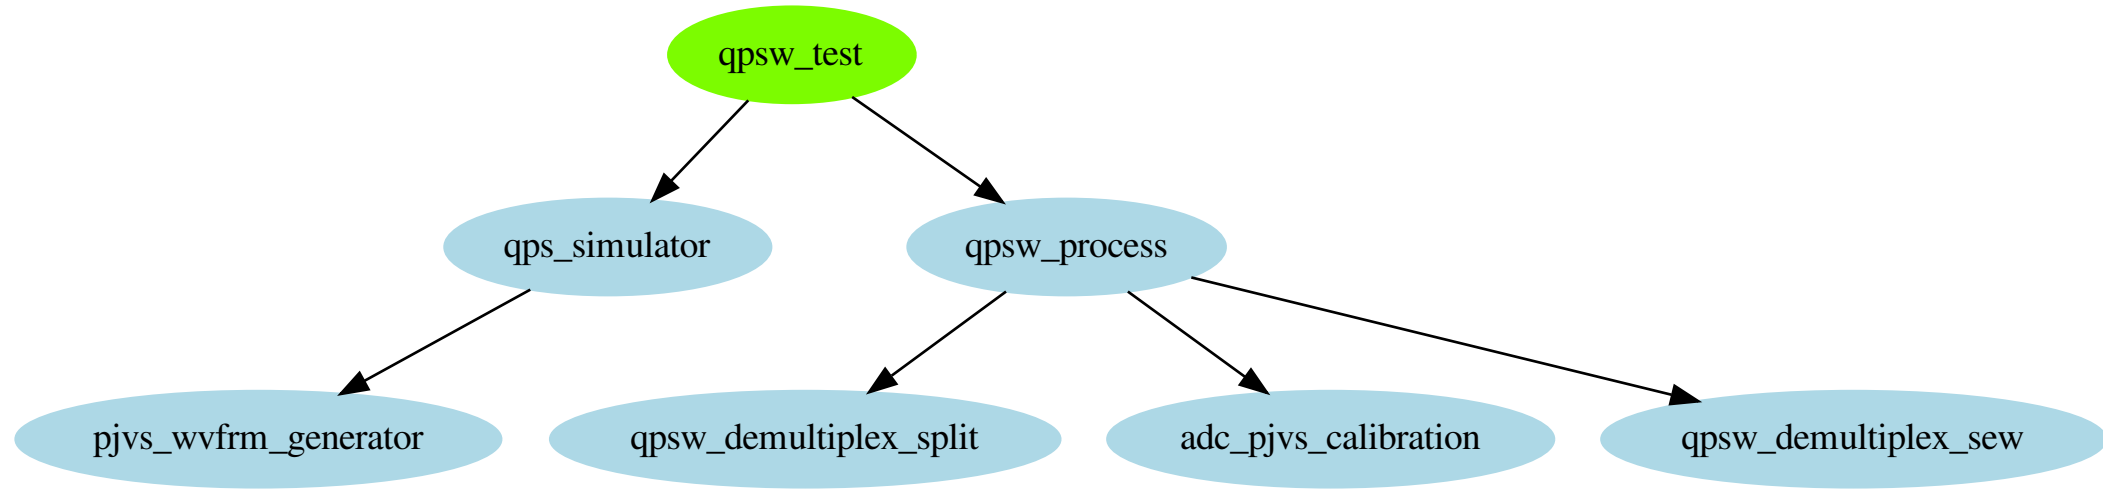 qpsw_test
qps_simulator
qpsw_process
pjvs_wvfrm_generator
qpsw_demultiplex_split
adc_pjvs_calibration
qpsw_demultiplex_sew